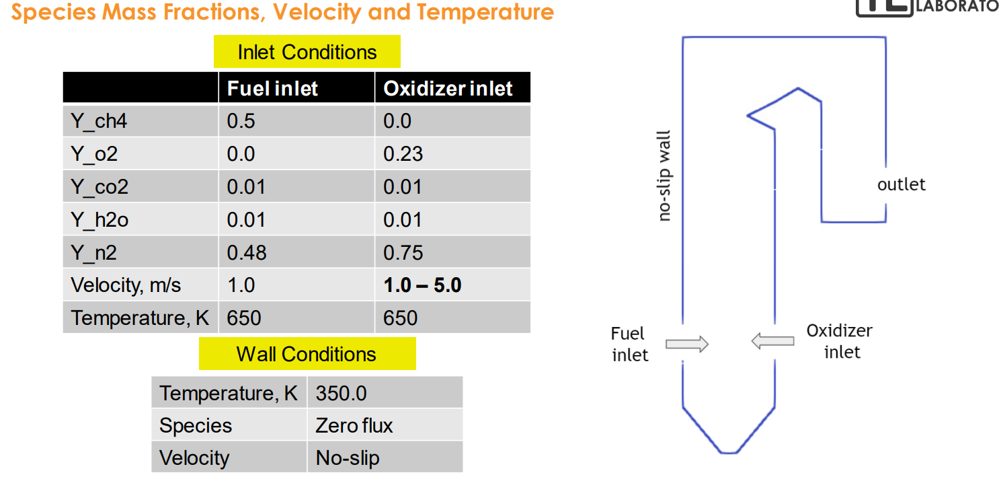 Species Mass Fractions, Velocity and Temperature
LABORATO
Inlet Conditions
Fuel inlet Oxidizer inlet
Y_ch4 0.5 0.0
Y_o2 0.0 0.23
Y_co2 0.01 0.01
Y_h2o 0.01 0.01
Y_n2 0.48 0.75
Velocity, m/s 1.0 1.0 – 5.0
Temperature, K 650 650
Wall Conditions
Temperature, K 350.0
Species Zero flux
Velocity No-slip
no-slip wall
outlet
Fuel
inlet
Oxidizer
inlet